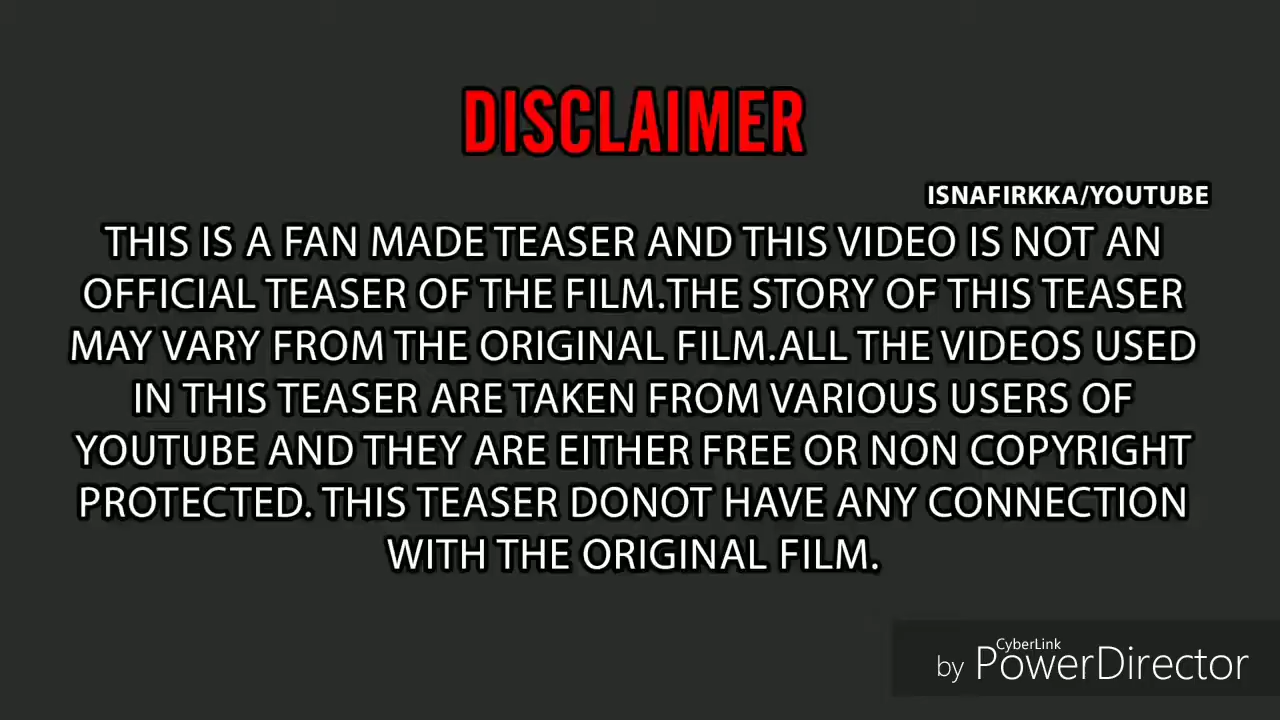 DISCLAIMER
ISNAFIRKKA/YOUTUBE
THIS IS A FAN MADE TEASER AND THIS VIDEO IS NOT AN
OFFICIAL TEASER OF THE FILM.THE STORY OF THIS TEASER
MAY VARY FROM THE ORIGINAL FILM.ALL THE VIDEOS USED
IN THIS TEASER ARE TAKEN FROM VARIOUS USERS OF
YOUTUBE AND THEY ARE EITHER FREE OR NON COPYRIGHT
PROTECTED. THIS TEASER DONOT HAVE ANY CONNECTION
WITH THE ORIGINAL FILM.
CyberLink
by PowerDirector